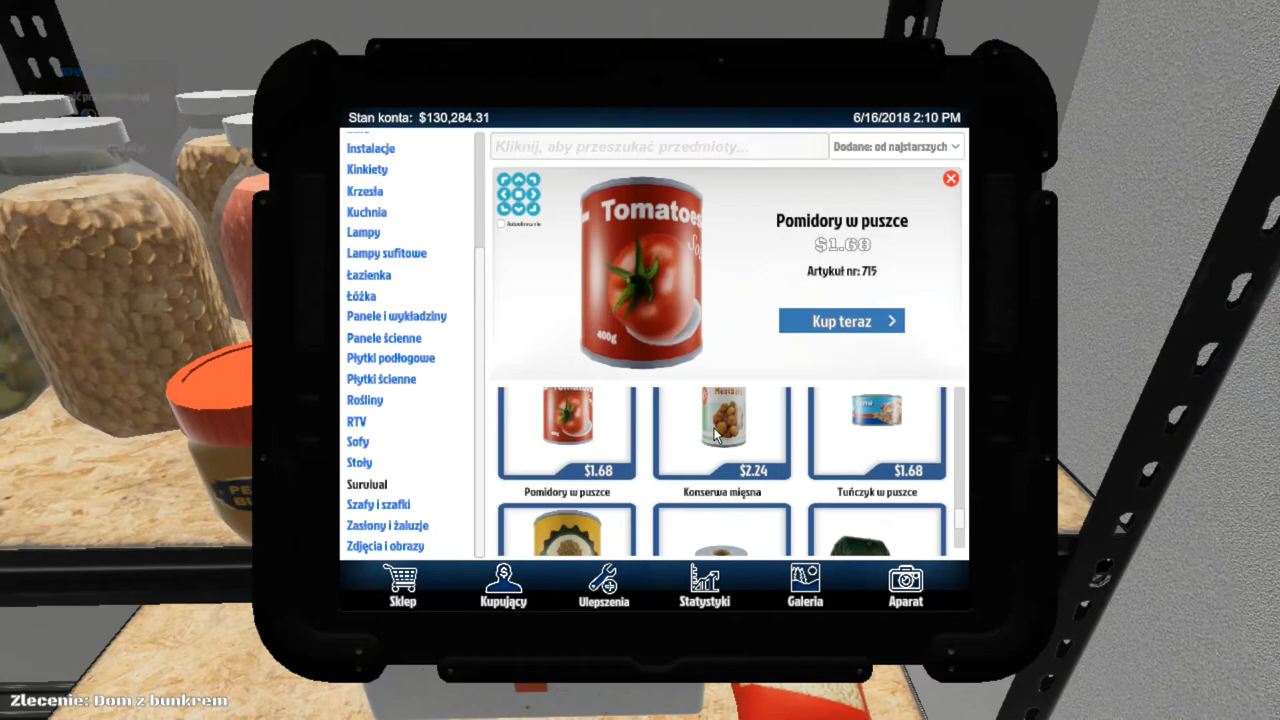 Stan konta: $130,284.31
6/16/2018 2:10 PM
Instalacje
Kinkiety
Krzesła
Kuchnia
Lampy
Lampy sufitowe
Łazienka
Łóżka
Panele i wykładziny
Panele ścienne
Płytki podłogowe
Płytki ścienne
Rośliny
RTV
Sofy
Stoły
Survival
Szafy i szafki
Zasłony i żaluzje
Zdjęcia i obrazy
Kliknij, aby przeszukać przedmioty...
Dodane: od najstarszych
Tomatoes
400g
Pomidory w puszce
$1.68
Artykuł nr: 715
Kup teraz
$1.68
$2.24
$1.68
Pomidory w puszce
Konserwa mięsna
Tuńczyk w puszce
Sklep
Kupujący
Ulepszenia
Statystyki
Galeria
Aparat
Zlecenie: Dom z bunkrem